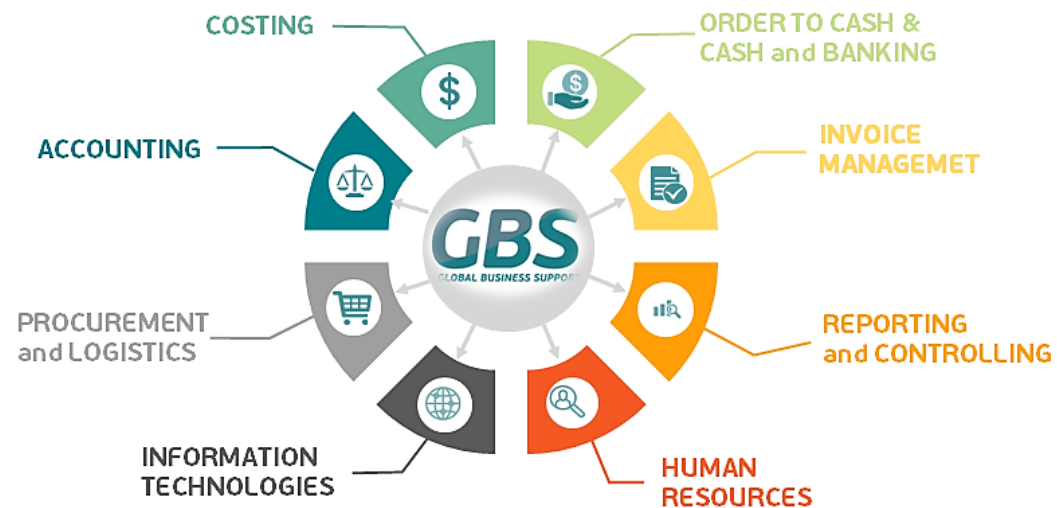 COSTING
ORDER TO CASH &
CASH and BANKING
$
$
ACCOUNTING
INVOICE
MANAGEMET
GBS
GLOBAL BUSINESS SUPPORT
PROCUREMENT
and LOGISTICS
REPORTING
and CONTROLLING
INFORMATION
TECHNOLOGIES
HUMAN
RESOURCES